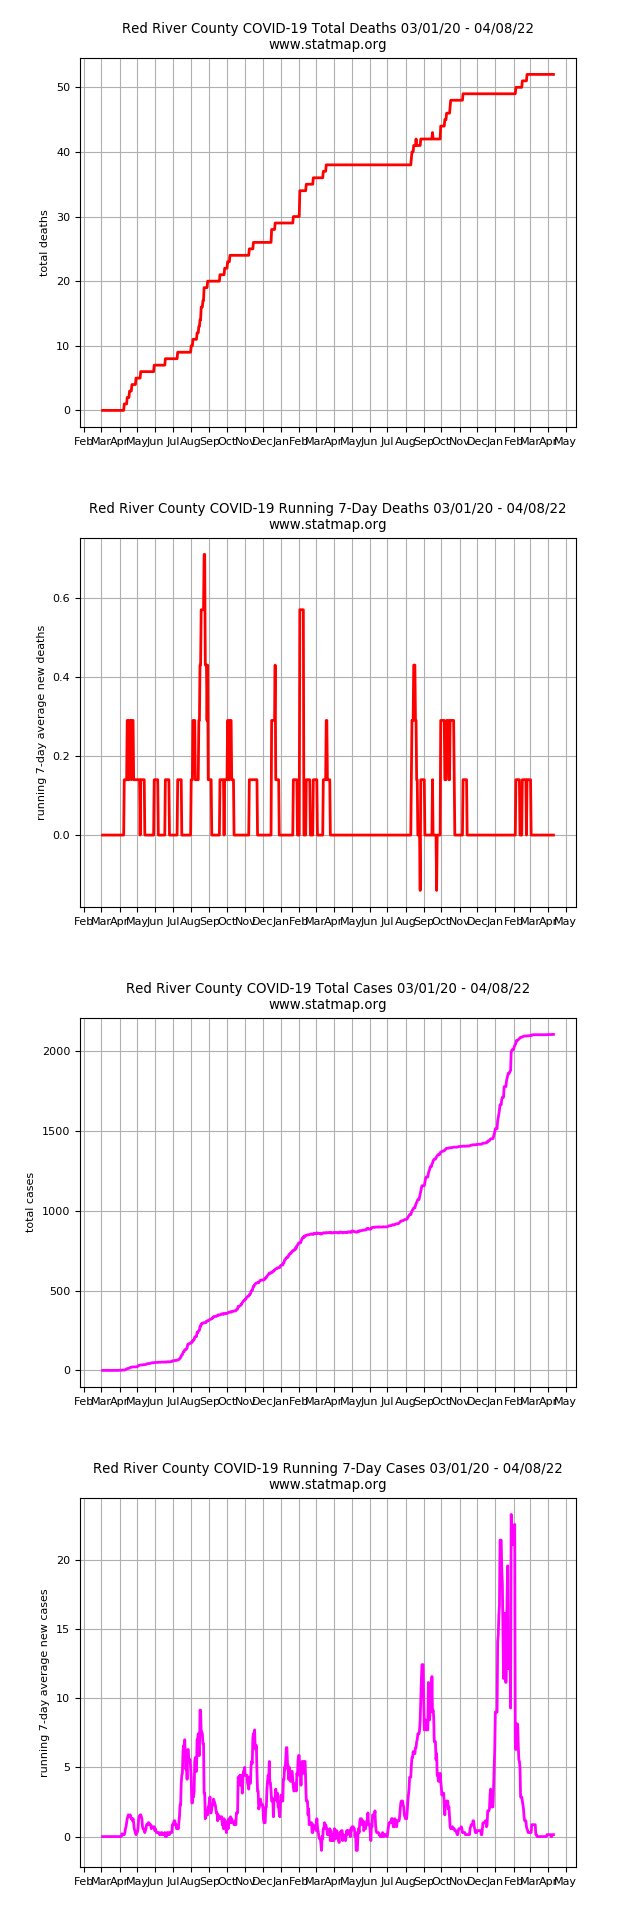 Red River County COVID-19 Total Deaths 03/01/20 - 04/08/22
www.statmap.org
50
40
30
20
10
0
total deaths
Feb Mar Apr May Jun Jul Aug Sep Oct Nov Dec Jan Feb Mar Apr May Jun Jul Aug Sep Oct Nov Dec Jan Feb Mar Apr May
Red River County COVID-19 Running 7-Day Deaths 03/01/20 - 04/08/22
www.statmap.org
0.6
0.4
0.2
0.0
running 7-day average new deaths
Feb Mar Apr May Jun Jul Aug Sep Oct Nov Dec Jan Feb Mar Apr May Jun Jul Aug Sep Oct Nov Dec Jan Feb Mar Apr May
Red River County COVID-19 Total Cases 03/01/20 - 04/08/22
www.statmap.org
2000
1500
1000
500
0
total cases
Feb Mar Apr May Jun Jul Aug Sep Oct Nov Dec Jan Feb Mar Apr May Jun Jul Aug Sep Oct Nov Dec Jan Feb Mar Apr May
Red River County COVID-19 Running 7-Day Cases 03/01/20 - 04/08/22
www.statmap.org
20
15
10
5
0
running 7-day average new cases
Feb Mar Apr May Jun Jul Aug Sep Oct Nov Dec Jan Feb Mar Apr May Jun Jul Aug Sep Oct Nov Dec Jan Feb Mar Apr May